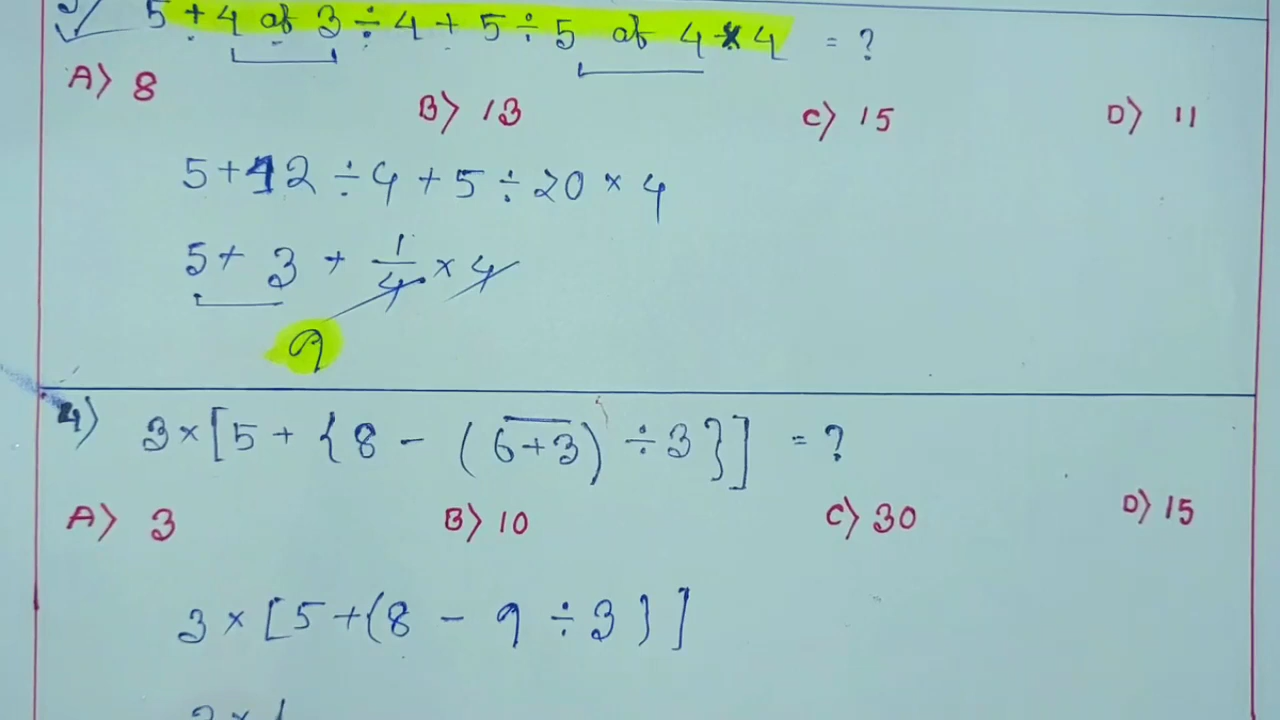 5 + 4 of 3 ÷ 4 + 5 ÷ 5 of 4 × 4 = ?
A) 8 B) 13 C) 15 D) 11
5 + 12 ÷ 4 + 5 ÷ 20 × 4
5 + 3 + 1/4 × 4
9
4) 3 × [5 + {8 - (6+3) ÷ 3}] = ?
A) 3 B) 10 C) 30 D) 15
3 × [5 + {8 - 9 ÷ 3}]